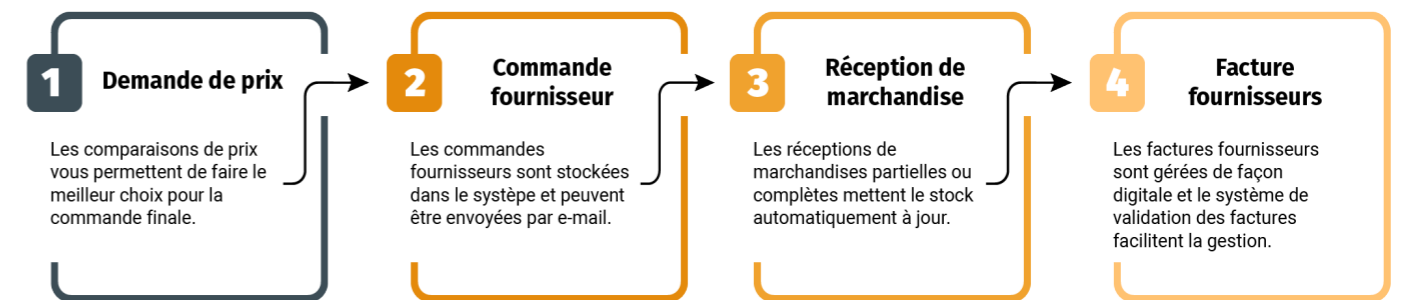 1
Demande de prix
Les comparaisons de prix
vous permettent de faire le
meilleur choix pour la
commande finale.
2
Commande
fournisseur
Les commandes
fournisseurs sont stockées
dans le systèpe et peuvent
être envoyées par e-mail.
3
Réception de
marchandise
Les réceptions de
marchandises partielles ou
complètes mettent le stock
automatiquement à jour.
4
Facture
fournisseurs
Les factures fournisseurs
sont gérées de façon
digitale et le système de
validation des factures
facilitent la gestion.